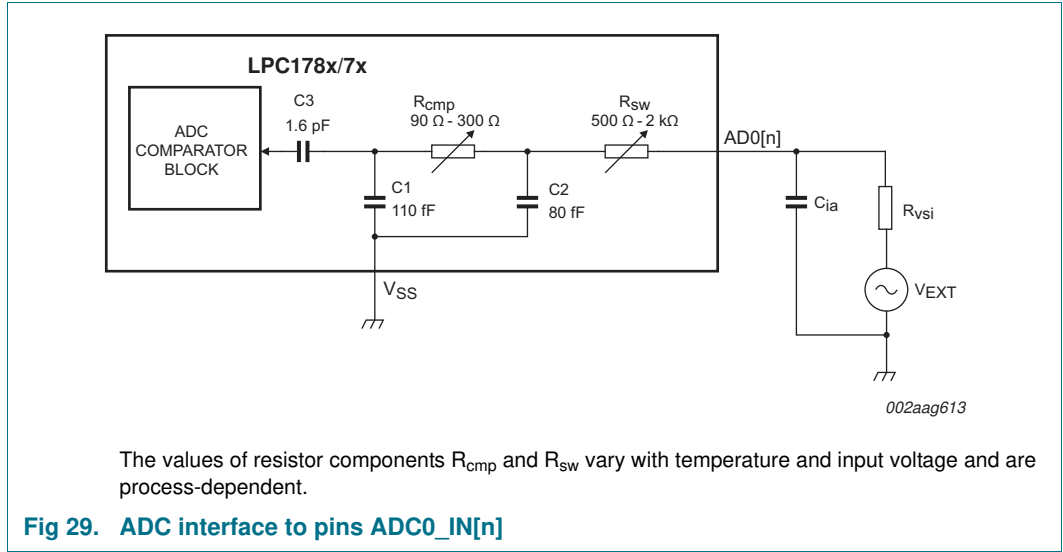 LPC178x/7x
ADC
COMPARATOR
BLOCK
C3
1.6 pF
Rcmp
90 Ω - 300 Ω
Rsw
500 Ω - 2 kΩ
AD0[n]
C1
110 fF
C2
80 fF
Cia
Rvsi
VSS
VEXT
002aag613
The values of resistor components Rcmp and Rsw vary with temperature and input voltage and are
process-dependent.
Fig 29. ADC interface to pins ADC0_IN[n]